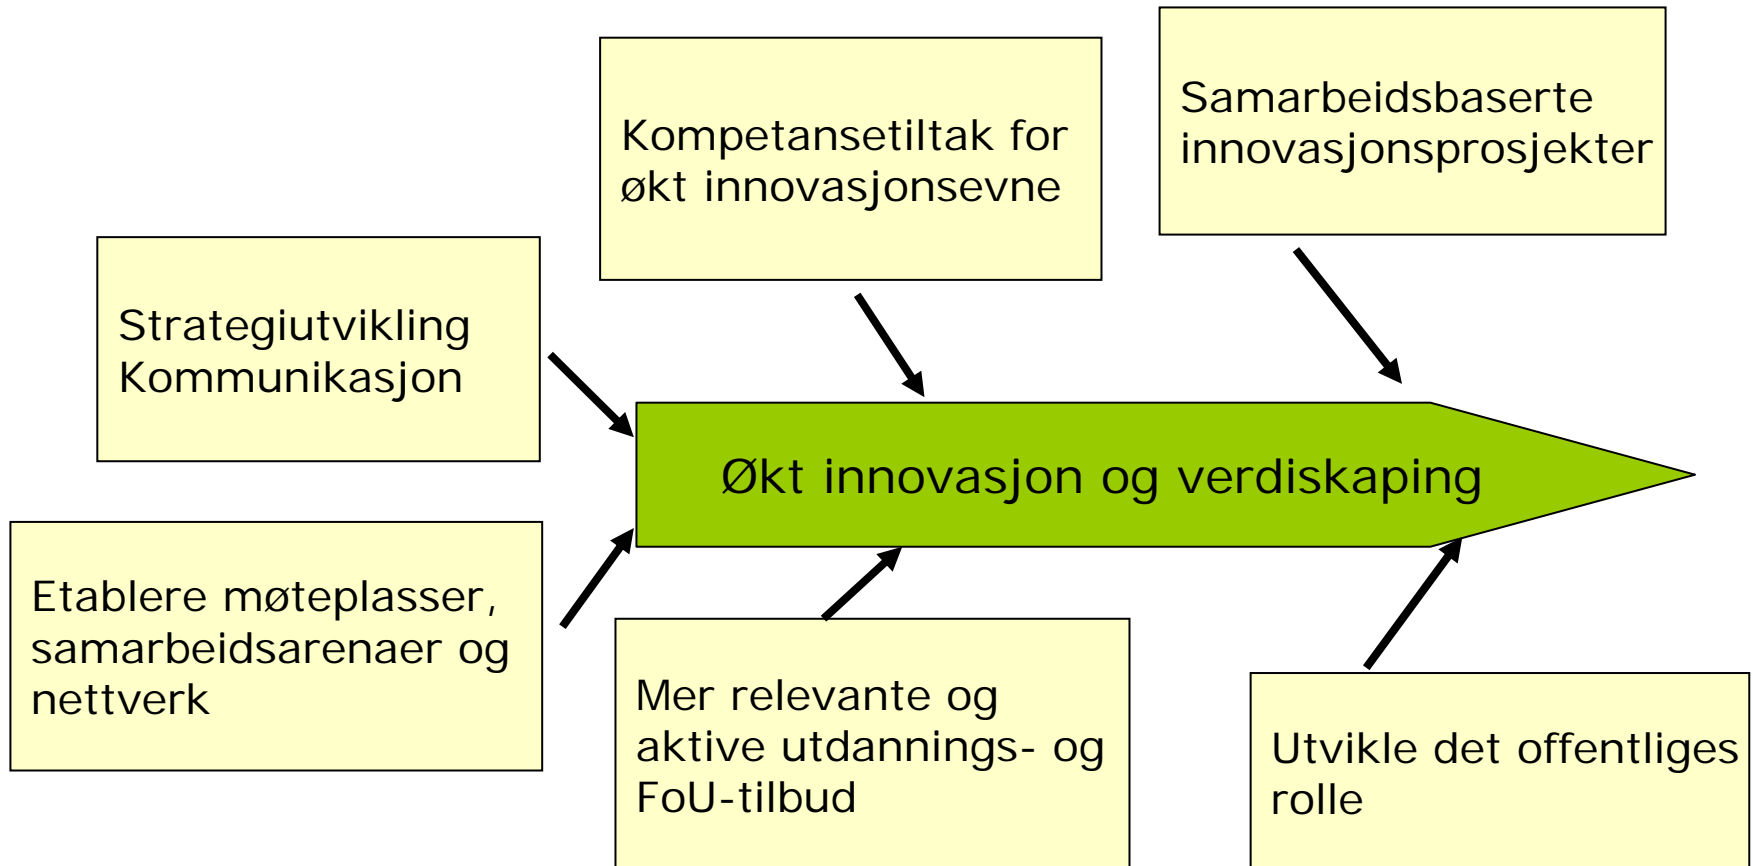 Samarbeidsbaserte
innovasjonsprosjekter
Kompetansetiltak for
økt innovasjonsevne
Strategiutvikling
Kommunikasjon
Økt innovasjon og verdiskaping
Etablere møteplasser,
samarbeidsarenaer og
nettverk
Mer relevante og
aktive utdannings- og
FoU-tilbud
Utvikle det offentliges
rolle